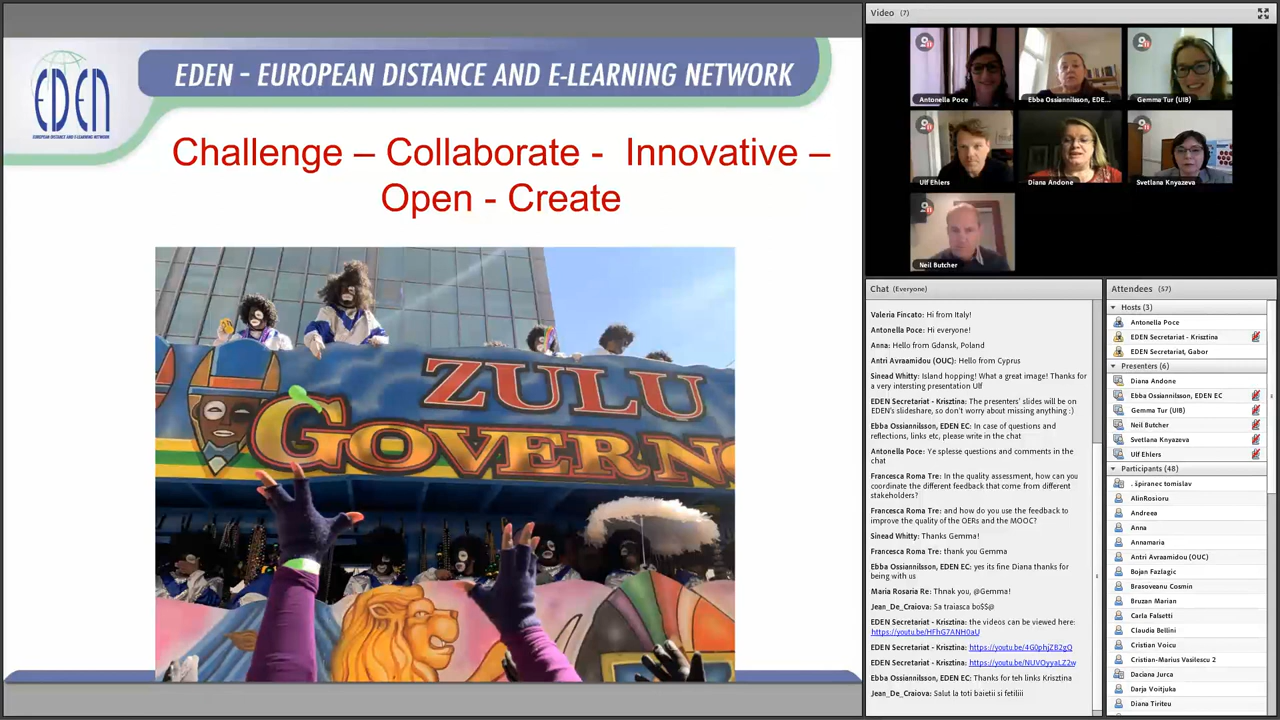 EDEN
EUROPEAN DISTANCE AND E-LEARNING NETWORK
EDEN - EUROPEAN DISTANCE AND E-LEARNING NETWORK
Challenge – Collaborate - Innovative –
Open - Create
ZULU
GOVERN
Video (7)
Antonella Poce
Ebba Ossiannilsson, EDE...
Gemma Tur (UIB)
Ulf Ehlers
Diana Andone
Svetlana Knyazeva
Neil Butcher
Chat (Everyone)
Valeria Fincato: Hi from Italy!
Antonella Poce: Hi everyone!
Anna: Hello from Gdansk, Poland
Antri Avraamidou (OUC): Hello from Cyprus
Sinead Whitty: Island hopping! What a great image! Thanks for
a very intersting presentation Ulf
EDEN Secretariat - Krisztina: The presenters' slides will be on
EDEN's slideshare, so don't worry about missing anything :)
Ebba Ossiannilsson, EDEN EC: In case of questions and
reflections, links etc, please write in the chat
Antonella Poce: Ye splesse questions and comments in the
chat
Francesca Roma Tre: In the quality assessment, how can you
coordinate the different feedback that come from different
stakeholders?
Francesca Roma Tre: and how do you use the feedback to
improve the quality of the OERs and the MOOC?
Sinead Whitty: Thanks Gemma!
Francesca Roma Tre: thank you Gemma
Ebba Ossiannilsson, EDEN EC: yes its fine Diana thanks for
being with us
Maria Rosaria Re: Thnak you, @Gemma!
Jean_De_Craiova: Sa traiasca bo$$@
EDEN Secretariat - Krisztina: the videos can be viewed here:
https://youtu.be/HFhG7ANH0aU
EDEN Secretariat - Krisztina: https://youtu.be/4G0phjZB2gQ
EDEN Secretariat - Krisztina: https://youtu.be/NUVOyyaLZ2w
Ebba Ossiannilsson, EDEN EC: Thanks for teh links Krisztina
Jean_De_Craiova: Salut la toti baietii si fetiliii
Attendees (57)
Hosts (3)
Antonella Poce
EDEN Secretariat - Krisztina
EDEN Secretariat, Gabor
Presenters (6)
Diana Andone
Ebba Ossiannilsson, EDEN EC
Gemma Tur (UIB)
Neil Butcher
Svetlana Knyazeva
Ulf Ehlers
Participants (48)
. špiranec tomislav
AlinRosioru
Andreea
Anna
Annamaria
Antri Avraamidou (OUC)
Bojan Fazlagic
Brasoveanu Cosmin
Bruzan Marian
Carla Falsetti
Claudia Bellini
Cristian Voicu
Cristian-Marius Vasilescu 2
Daciana Jurca
Darja Voitjuka
Diana Tiriteu